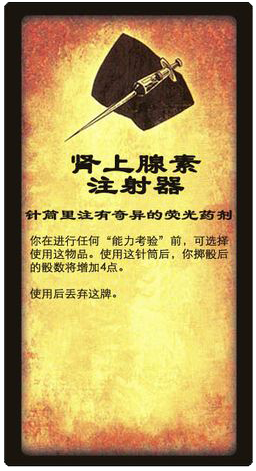 肾上腺素
注射器
针筒里注有奇异的荧光药剂
你在进行任何“能力考验”前，可选择
使用这物品。使用这针筒后，你掷骰后
的骰数将增加4点。
使用后丢弃这牌。